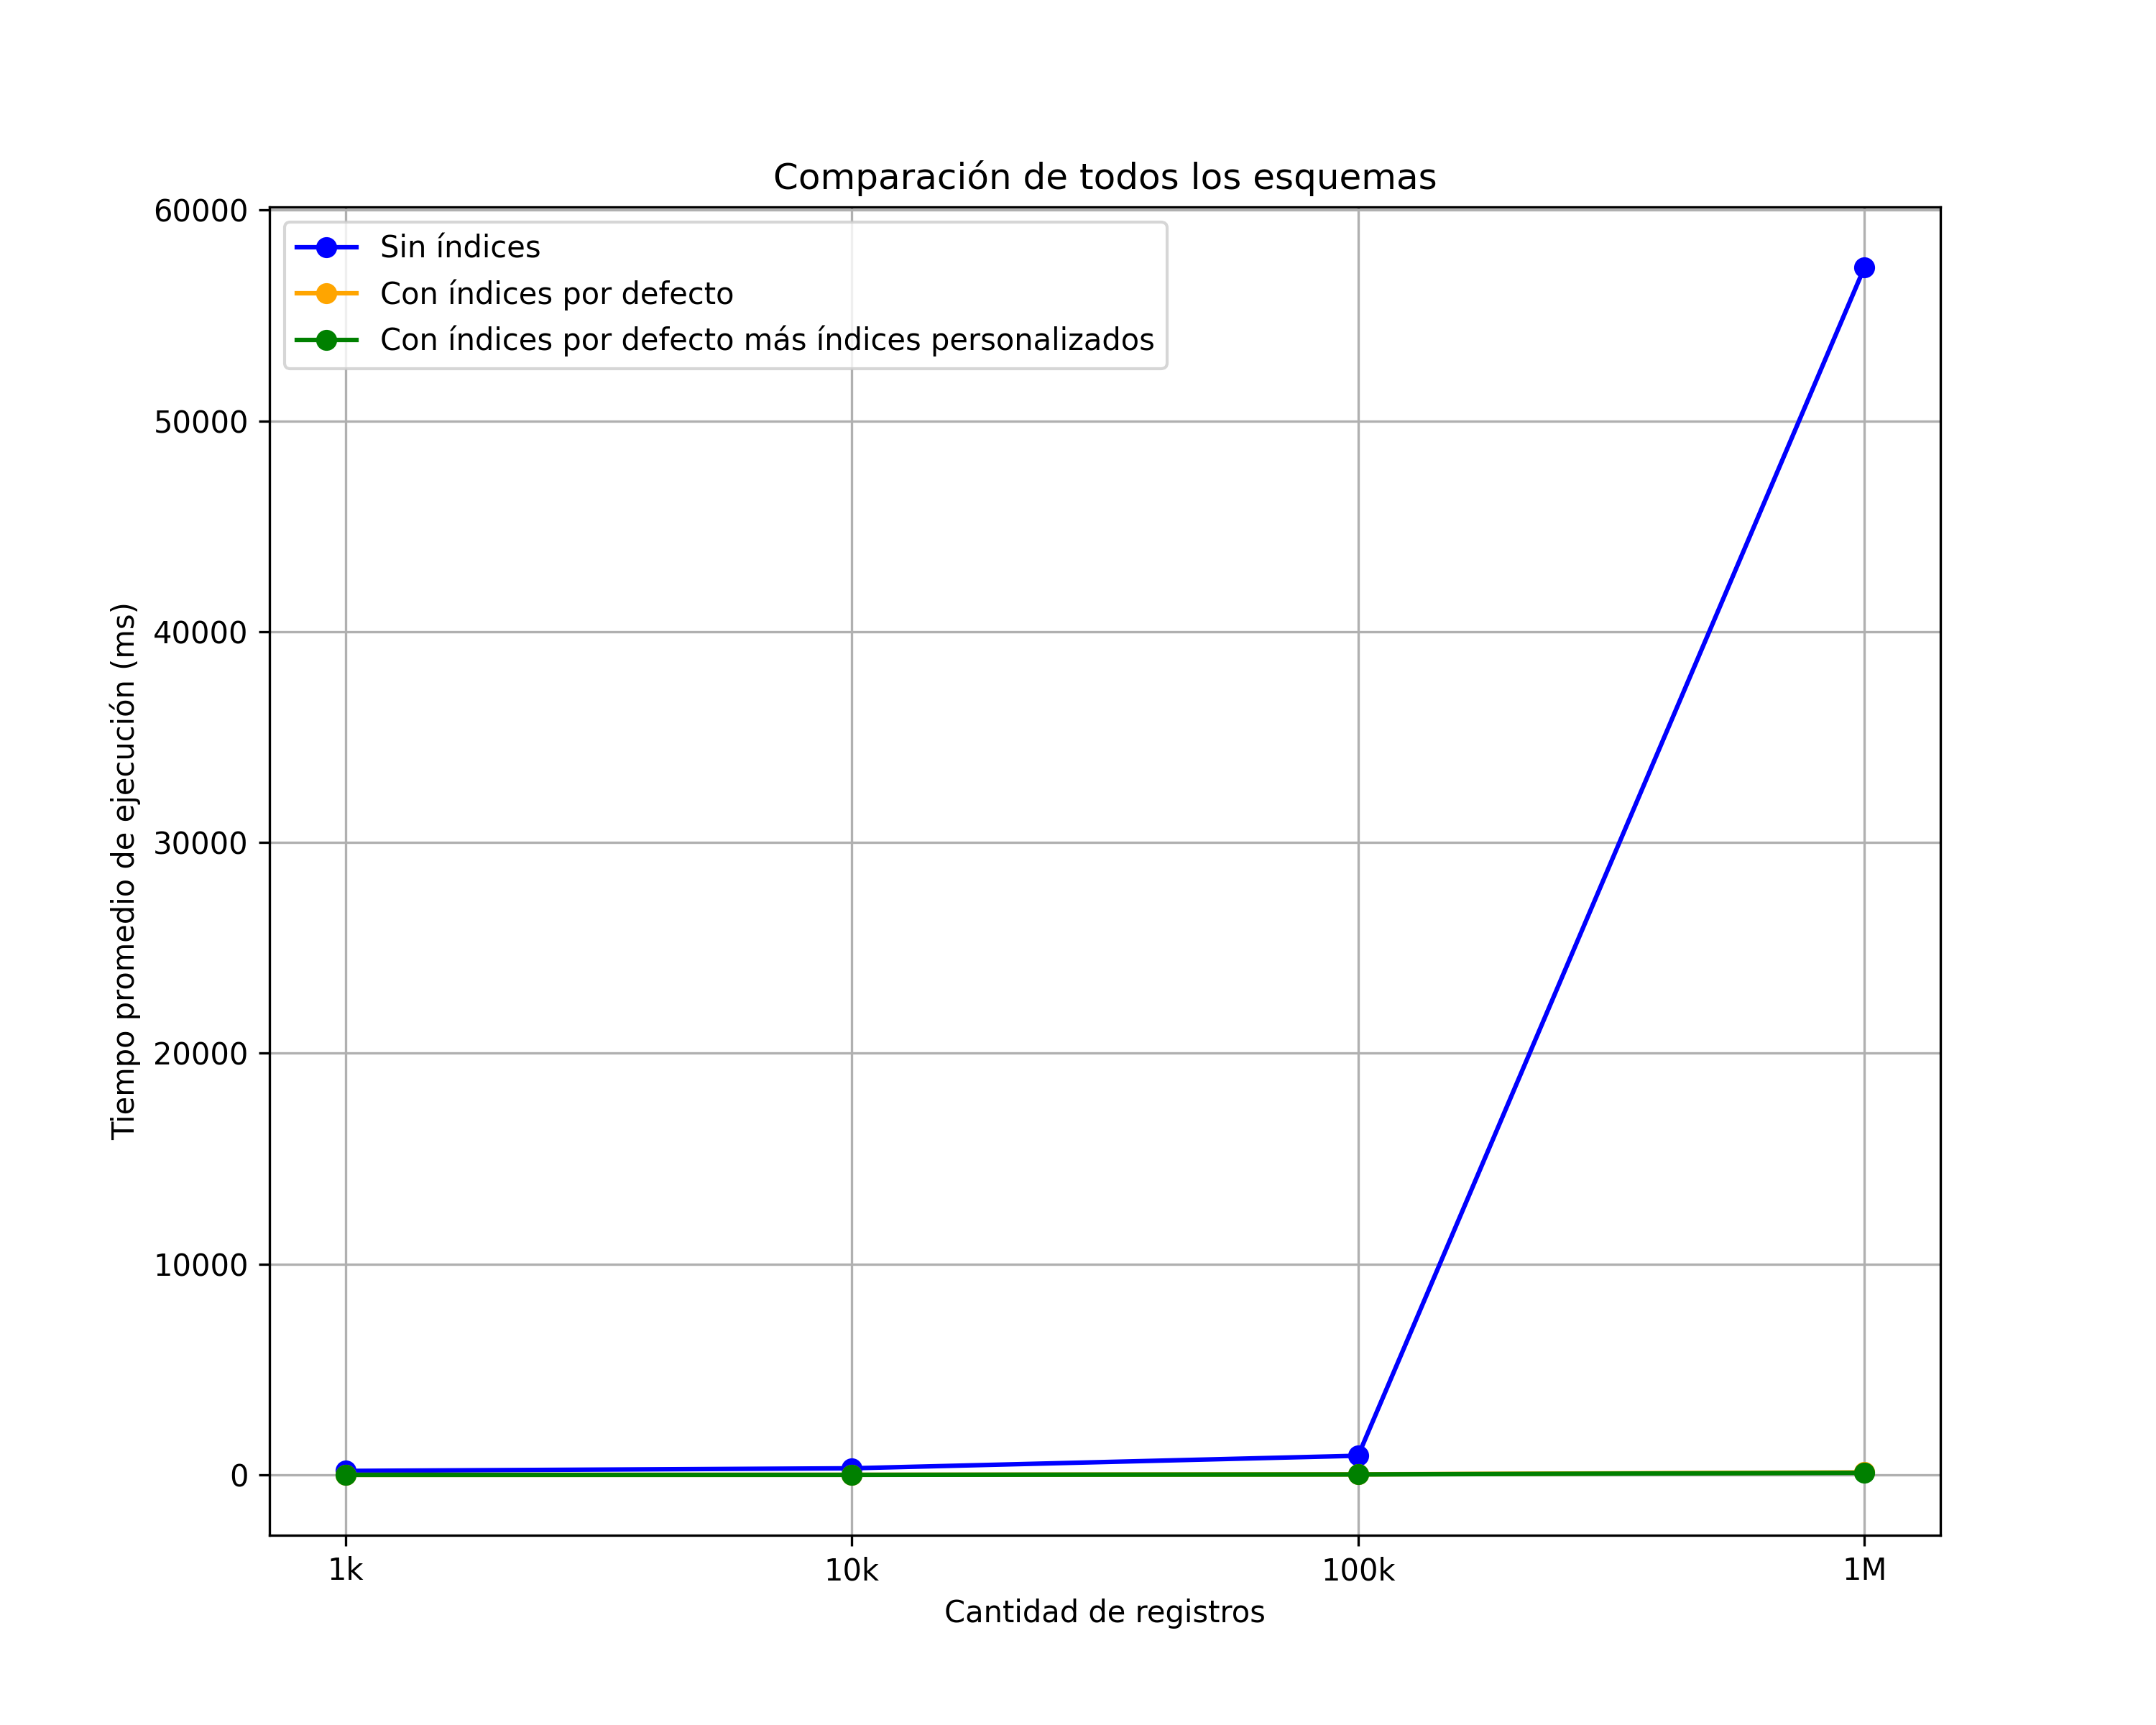 Comparación de todos los esquemas
60000
50000
40000
30000
20000
10000
0
Sin índices
Con índices por defecto
Con índices por defecto más índices personalizados
Tiempo promedio de ejecución (ms)
1k
10k
100k
1M
Cantidad de registros